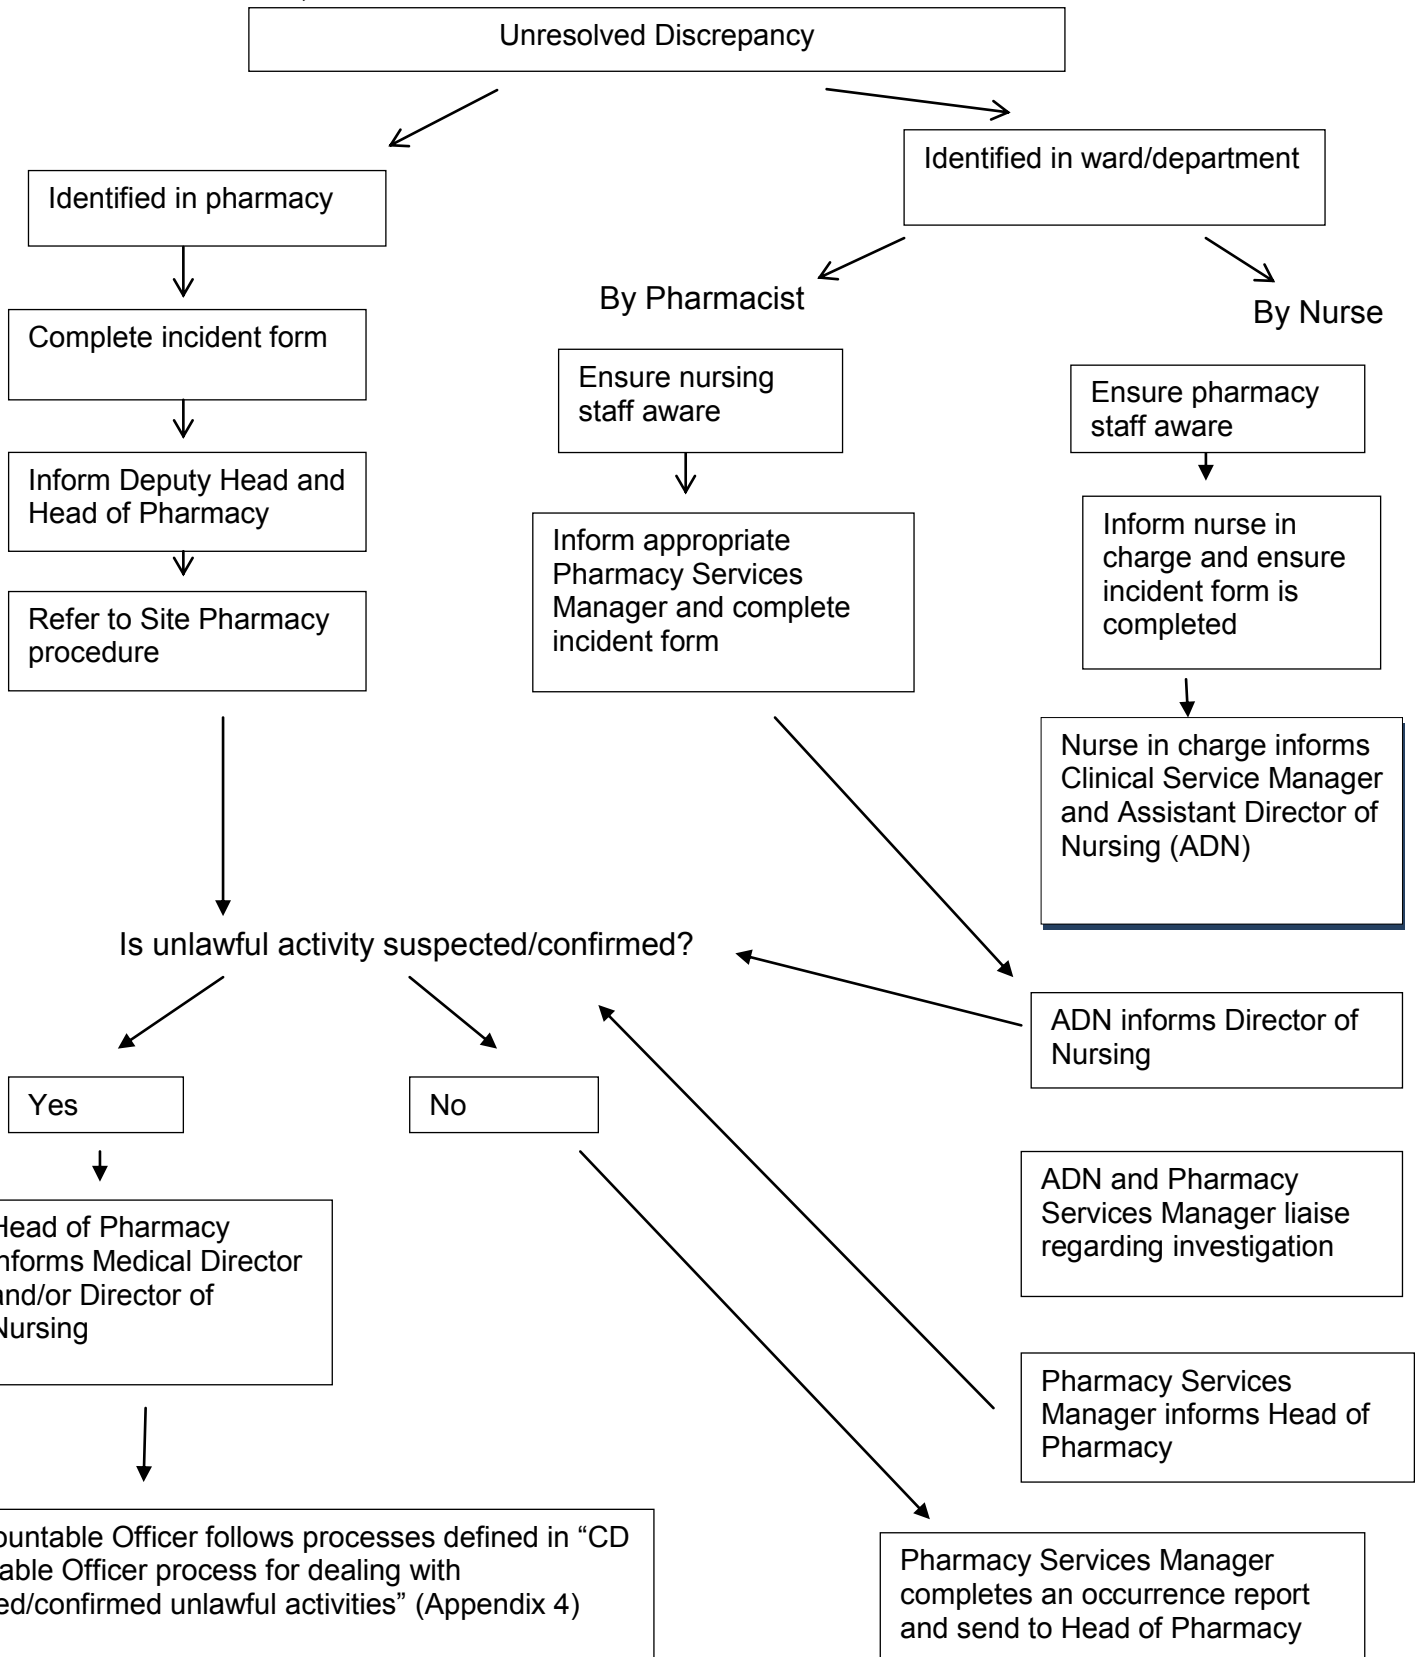 Unresolved Discrepancy
Identified in pharmacy
Identified in ward/department
By Pharmacist
By Nurse
Complete incident form
Ensure nursing
staff aware
Ensure pharmacy
staff aware
Inform Deputy Head and
Head of Pharmacy
Inform appropriate
Pharmacy Services
Manager and complete
incident form
Inform nurse in
charge and ensure
incident form is
completed
Refer to Site Pharmacy
procedure
Nurse in charge informs
Clinical Service Manager
and Assistant Director of
Nursing (ADN)
Is unlawful activity suspected/confirmed?
ADN informs Director of
Nursing
Yes
No
ADN and Pharmacy
Services Manager liaise
regarding investigation
Head of Pharmacy
informs Medical Director
and/or Director of
Nursing
Pharmacy Services
Manager informs Head of
Pharmacy
Officer follows processes defined in “CD
Officer process for dealing with
unlawful activities” (Appendix 4)
Pharmacy Services Manager
completes an occurrence report
and send to Head of Pharmacy